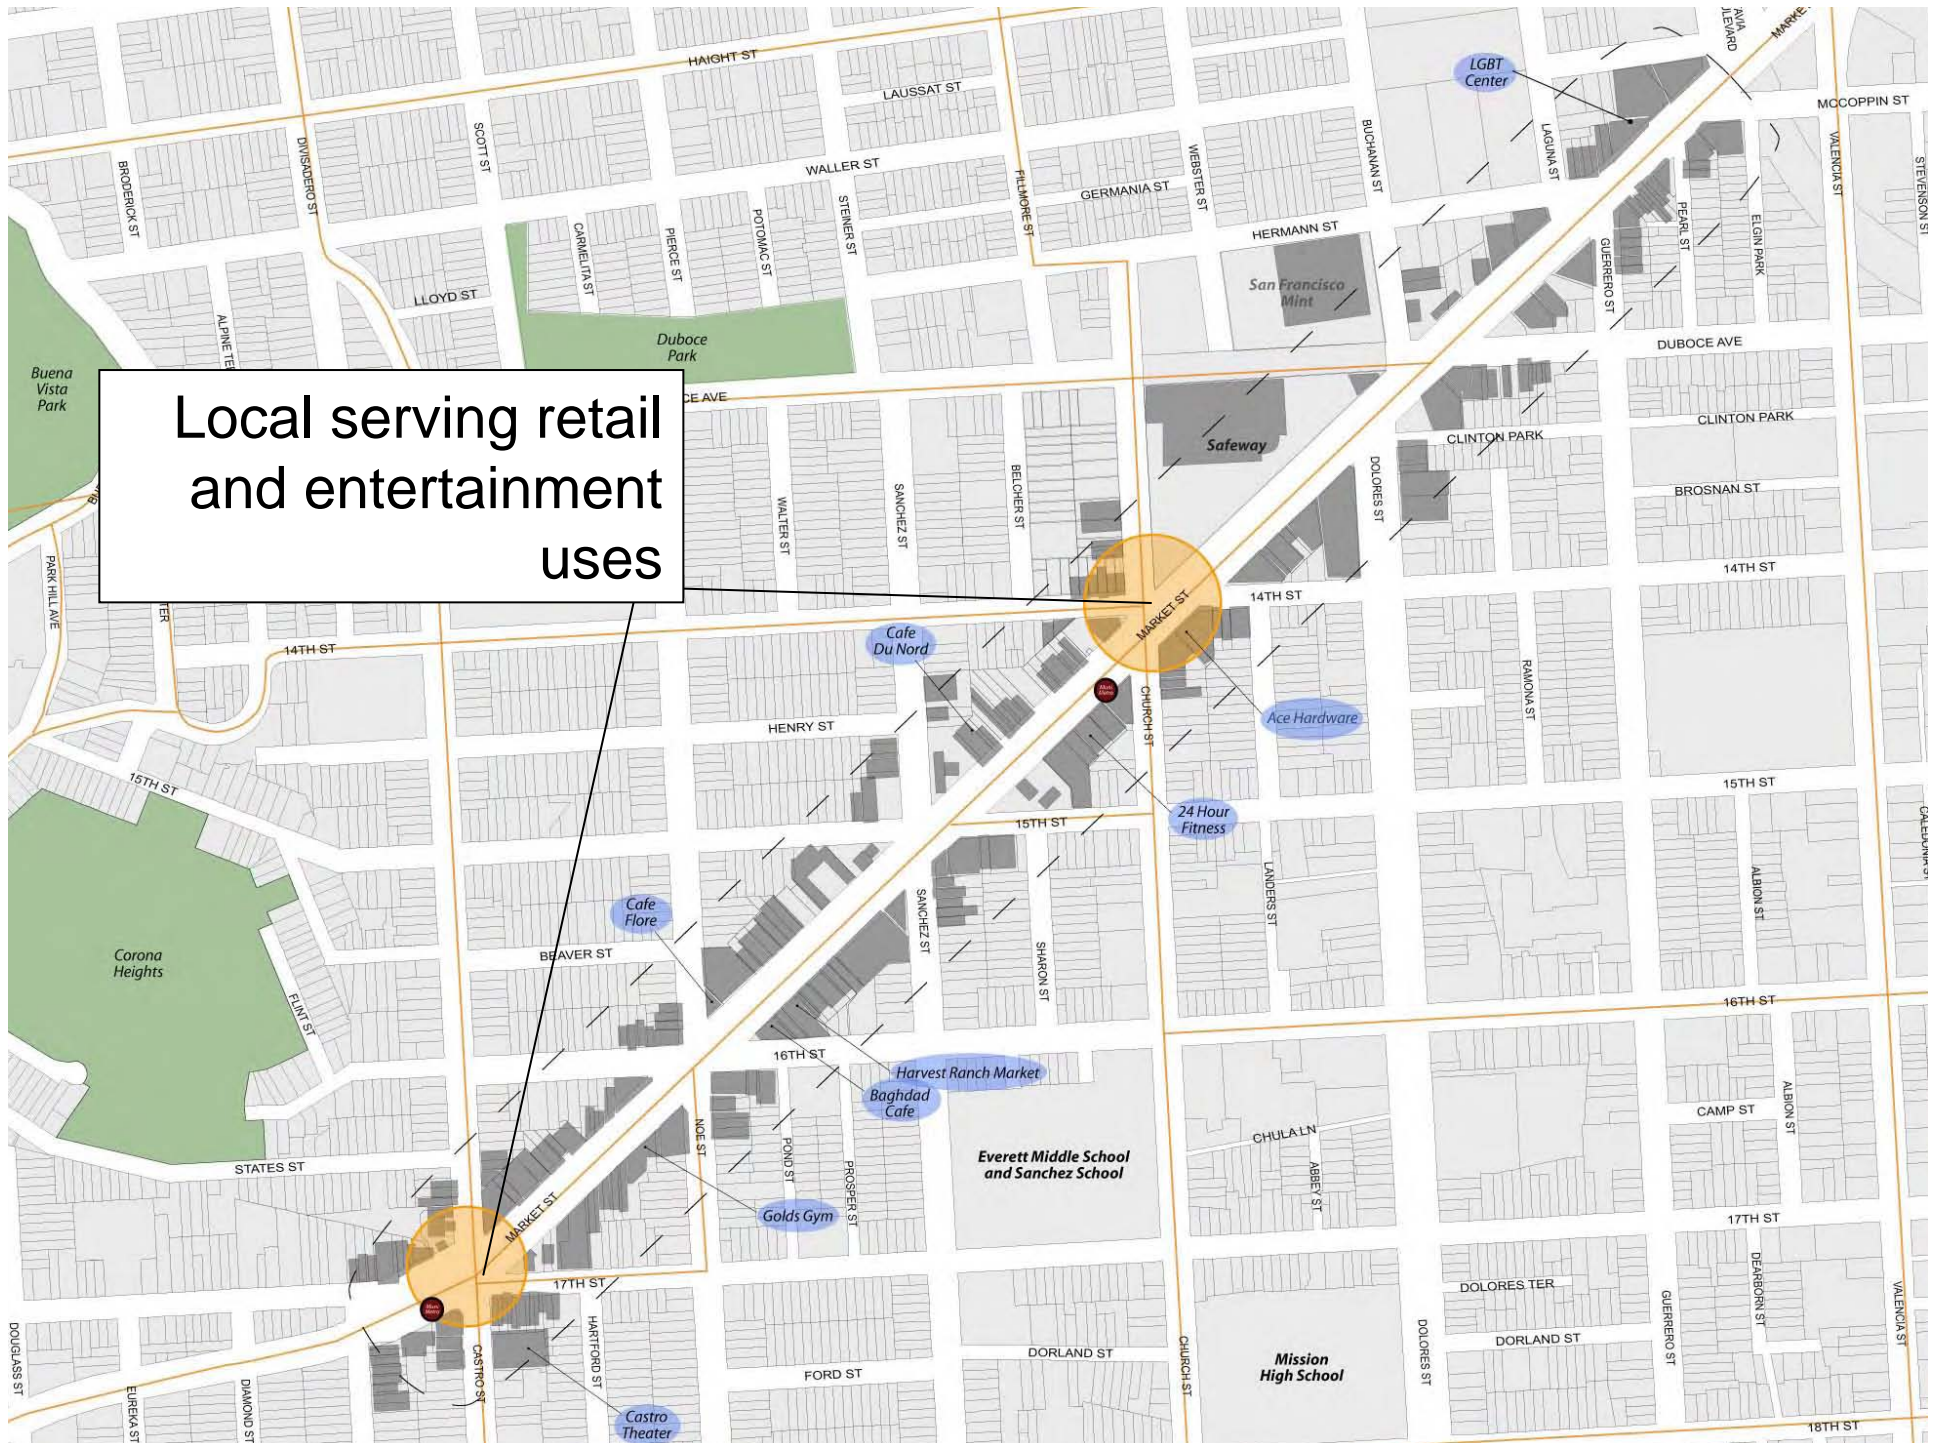 Local serving retail
and entertainment
uses
HAIGHT ST
LAUSSAT ST
WALLER ST
GERMANIA ST
HERMANN ST
LLOYD ST
BRODERICK ST
DIVISADERO ST
SCOTT ST
CARMELITA ST
PIERCE ST
POTOMAC ST
STEINER ST
FILLMORE ST
WEBSTER ST
BUCHANAN ST
LAGUNA ST
LGBT
Center
MCCOPPIN ST
VALENCIA ST
STEVENSON ST
PEARL ST
ELGIN PARK
GUERRERO ST
San Francisco
Mint
Duboce
Park
Buena
Vista
Park
DUBOCE AVE
CE AVE
CLINTON PARK
CLINTON PARK
BROSNAN ST
Safeway
DOLORES ST
WALTER ST
SANCHEZ ST
BELCHER ST
PARK HILL AVE
TER
14TH ST
14TH ST
14TH ST
MARKET ST
Cafe
Du Nord
HENRY ST
CHURCH ST
Ace Hardware
RAMONA ST
15TH ST
15TH ST
15TH ST
24 Hour
Fitness
LANDERS ST
ALBION ST
Cafe
Flore
BEAVER ST
SANCHEZ ST
SHARON ST
Corona
Heights
FLINT ST
16TH ST
16TH ST
Harvest Ranch Market
Baghdad
Cafe
NOE ST
POND ST
PROSPER ST
Everett Middle School
and Sanchez School
CHULA LN
ABBEY ST
CAMP ST
ALBION ST
STATES ST
MARKET ST
Golds Gym
17TH ST
17TH ST
DOLORES TER
DEARBORN ST
GUERRERO ST
VALENCIA ST
DOUGLASS ST
EUREKA ST
DIAMOND ST
CASTRO ST
HARTFORD ST
FORD ST
DORLAND ST
DORLAND ST
CHURCH ST
DOLORES ST
Mission
High School
Castro
Theater
18TH ST